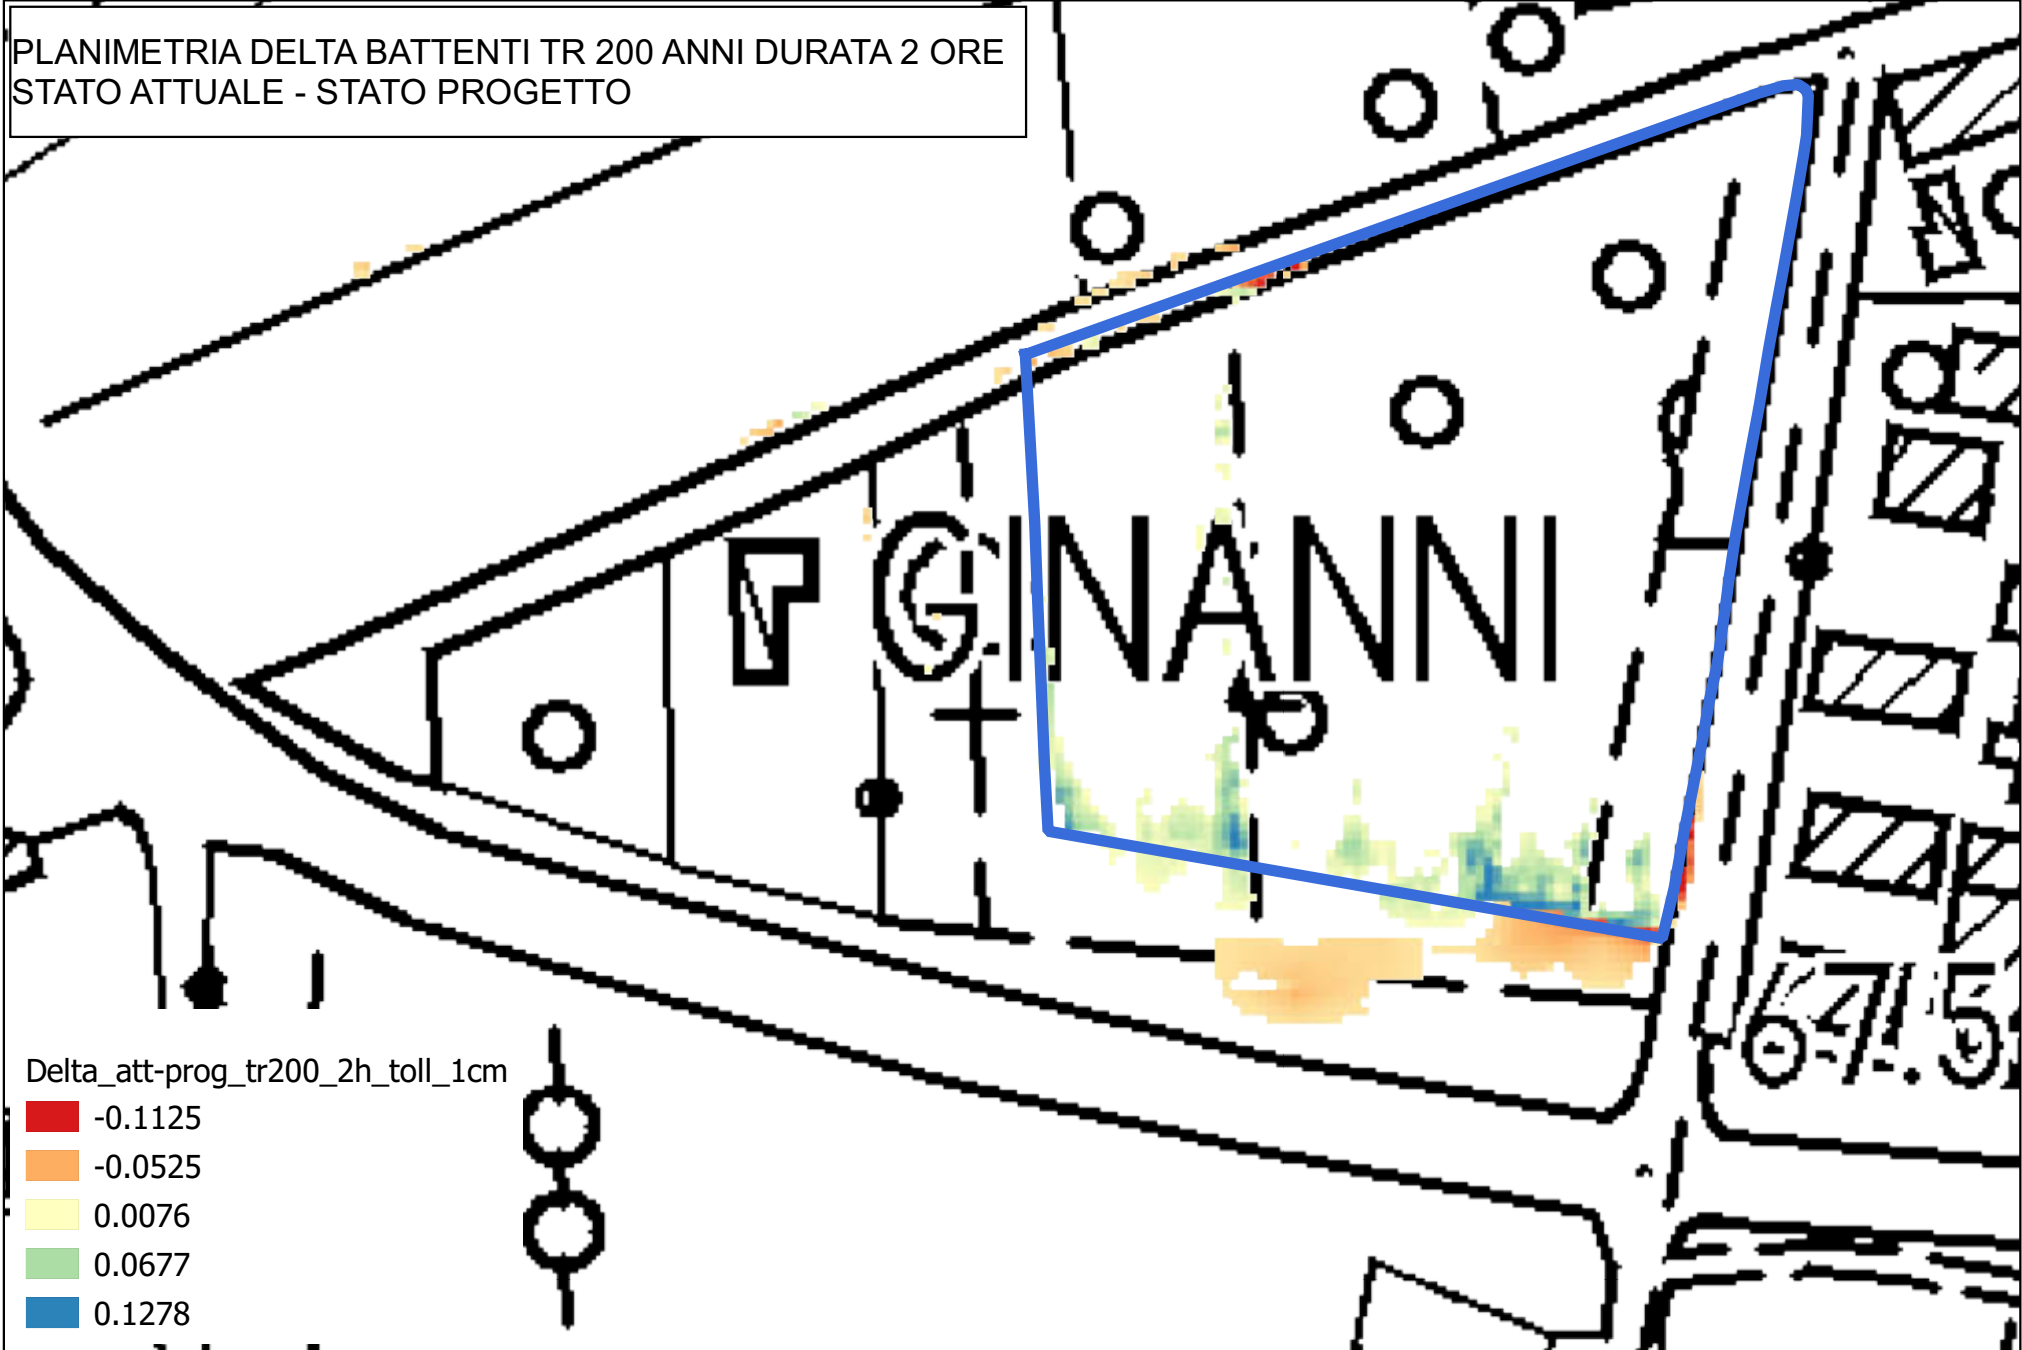 PLANIMETRIA DELTA BATTENTI TR 200 ANNI DURATA 2 ORE
STATO ATTUALE - STATO PROGETTO
GINANNI
Delta_att-prog_tr200_2h_toll_1cm
-0.1125
-0.0525
0.0076
0.0677
0.1278